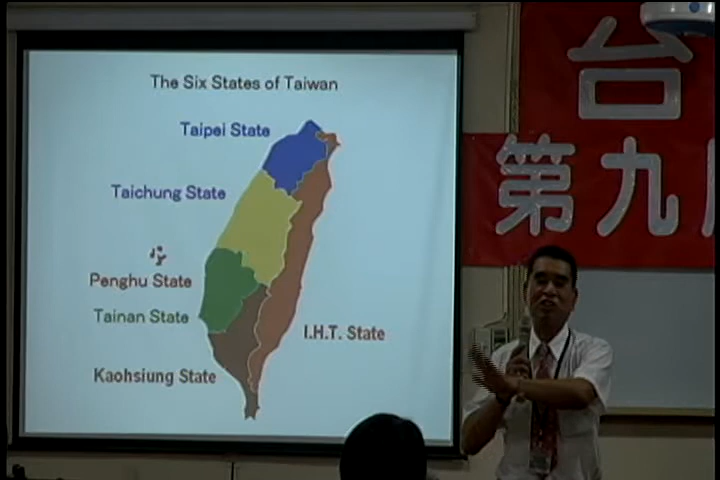 The Six States of Taiwan
Taipei State
Taichung State
Penghu State
Tainan State
I.H.T. State
Kaohsiung State
台
第九